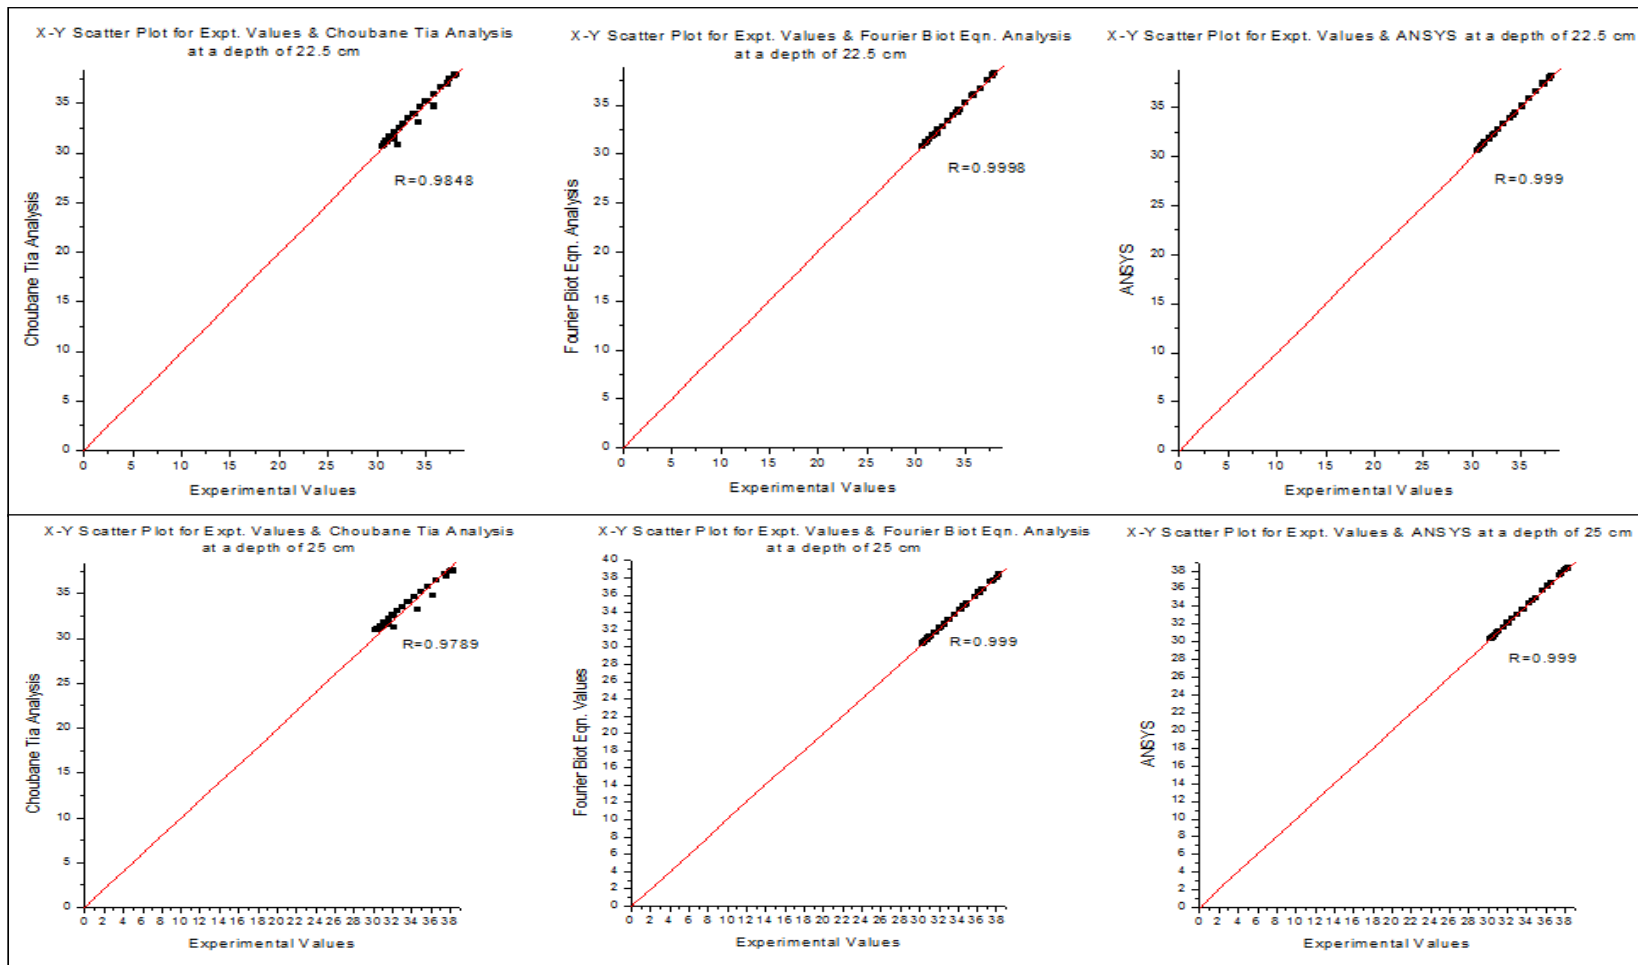 X-Y Scatter Plot for Expt. Values & Choubane Tia Analysis
at a depth of 22.5 cm
Choubane Tia Analysis
35
30
25
20
15
10
5
0
R=0.9848
0 5 10 15 20 25 30 35
Experimental Values
X-Y Scatter Plot for Expt. Values & Fourier Biot Eqn. Analysis
at a depth of 22.5 cm
Fourier Biot Eqn. Analysis
35
30
25
20
15
10
5
0
R=0.9998
0 5 10 15 20 25 30 35
Experimental Values
X-Y Scatter Plot for Expt. Values & ANSYS at a depth of 22.5 cm
ANSYS
35
30
25
20
15
10
5
0
R=0.999
0 5 10 15 20 25 30 35
Experimental Values
X-Y Scatter Plot for Expt. Values & Choubane Tia Analysis
at a depth of 25 cm
Choubane Tia Analysis
35
30
25
20
15
10
5
0
R=0.9789
0 2 4 6 8 10 12 14 16 18 20 22 24 26 28 30 32 34 36 38
Experimental Values
X-Y Scatter Plot for Expt. Values & Fourier Biot Eqn. Analysis
at a depth of 25 cm
Fourier Biot Eqn. Values
40
38
36
34
32
30
28
26
24
22
20
18
16
14
12
10
8
6
4
2
0
R=0.999
0 2 4 6 8 10 12 14 16 18 20 22 24 26 28 30 32 34 36 38
Experimental Values
X-Y Scatter Plot for Expt. Values & ANSYS at a depth of 25 cm
ANSYS
38
36
34
32
30
28
26
24
22
20
18
16
14
12
10
8
6
4
2
0
R=0.999
0 2 4 6 8 10 12 14 16 18 20 22 24 26 28 30 32 34 36 38
Experimental Values